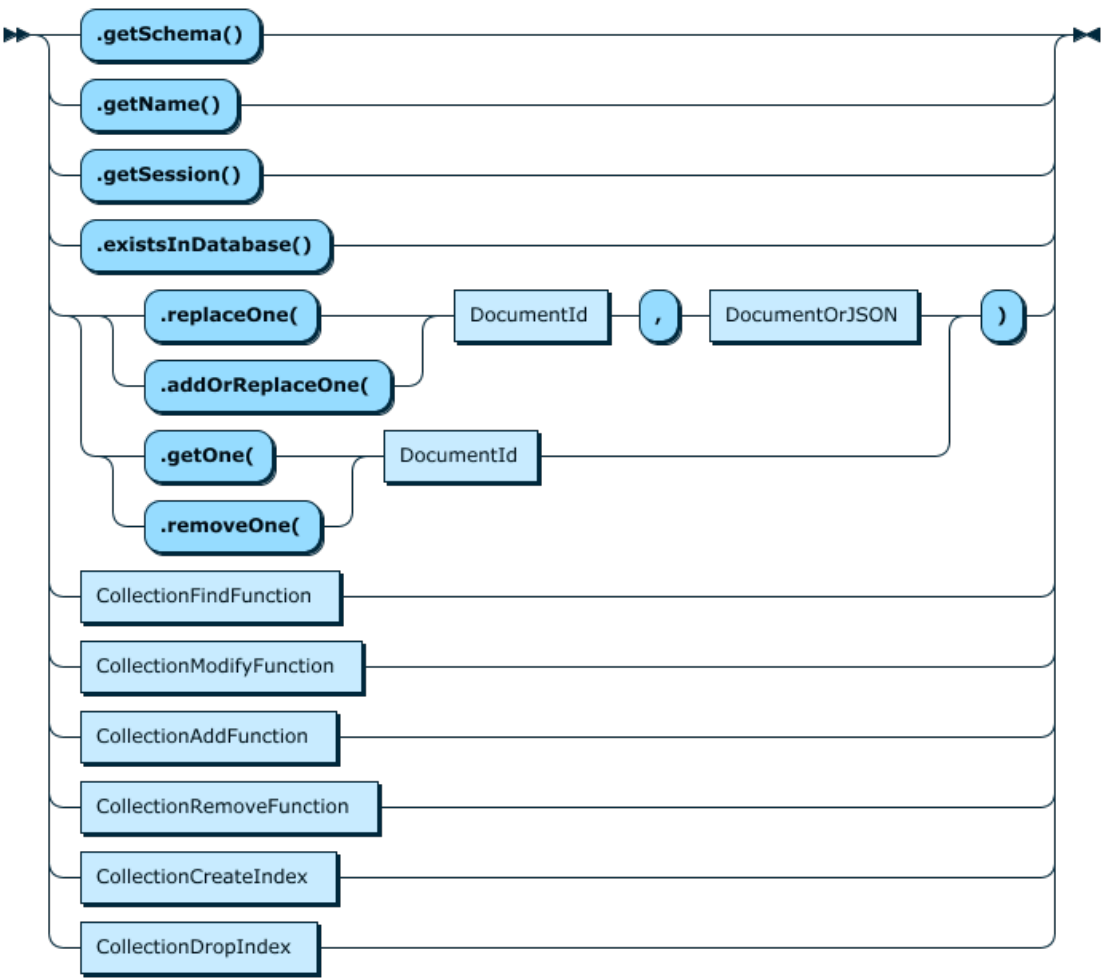 .getSchema()
.getName()
.getSession()
.existsInDatabase()
.replaceOne( DocumentId , DocumentOrJSON )
.addOrReplaceOne(
.getOne( DocumentId
.removeOne(
CollectionFindFunction
CollectionModifyFunction
CollectionAddFunction
CollectionRemoveFunction
CollectionCreateIndex
CollectionDropIndex